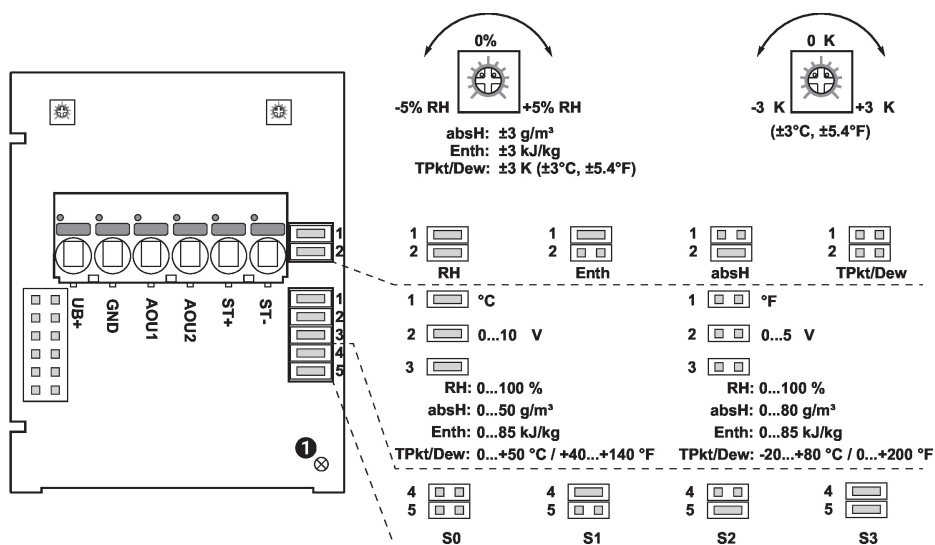 0%
-5% RH +5% RH
absH: ±3 g/m³
Enth: ±3 kJ/kg
TPkt/Dew: ±3 K (±3°C, ±5.4°F)
0 K
-3 K +3 K
(±3°C, ±5.4°F)
1
2
UB+
GND
AOU1
AOU2
ST+
ST-
1
2
3
4
5
1
1 1 1 1
2 2 2 2
RH Enth absH TPkt/Dew
1 °C 1 °F
2 0...10 V 2 0...5 V
3 3
RH: 0...100 % RH: 0...100 %
absH: 0...50 g/m³ absH: 0...80 g/m³
Enth: 0...85 kJ/kg Enth: 0...85 kJ/kg
TPkt/Dew: 0...+50 °C / +40...+140 °F TPkt/Dew: -20...+80 °C / 0...+200 °F
4 4 4 4
5 5 5 5
S0 S1 S2 S3